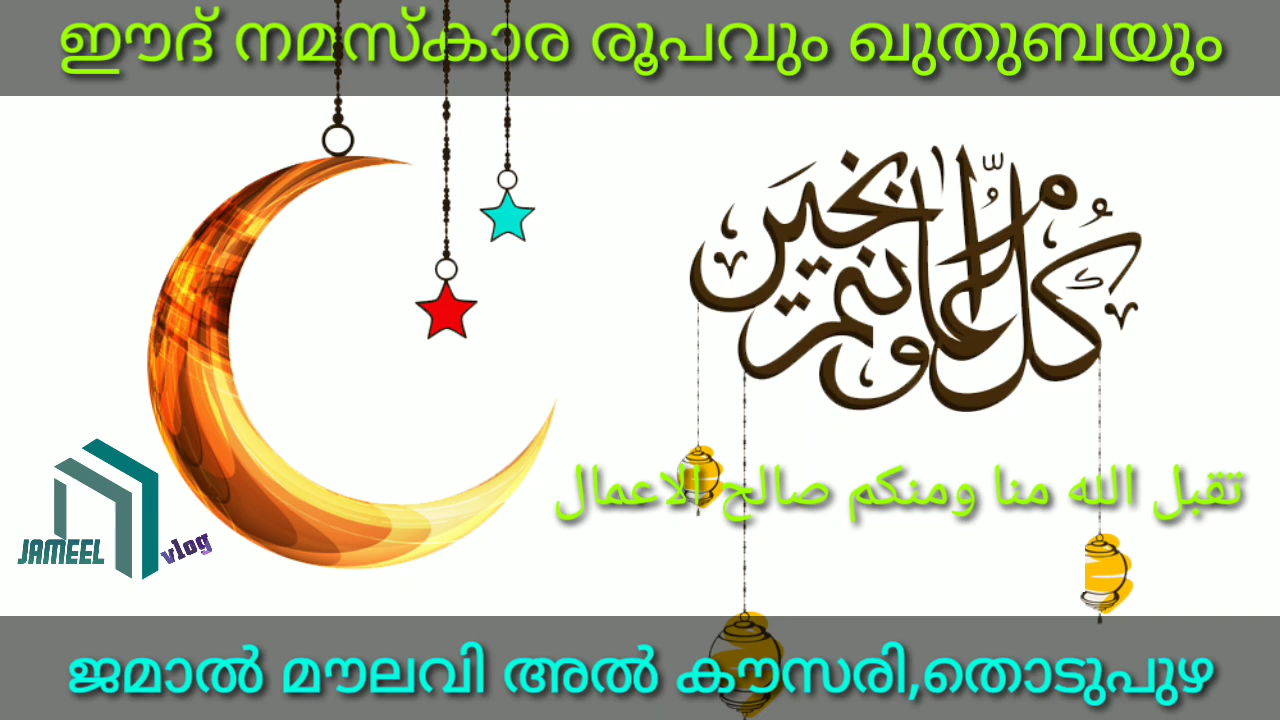 ഈദ് നമസ്കാര രൂപവും ഖുതുബയും
كل عام وانتم بخير
تقبل الله منا ومنكم صالح الاعمال
JAMEEL vlog
ജമാൽ മൗലവി അൽ കൗസരി,തൊടുപുഴ